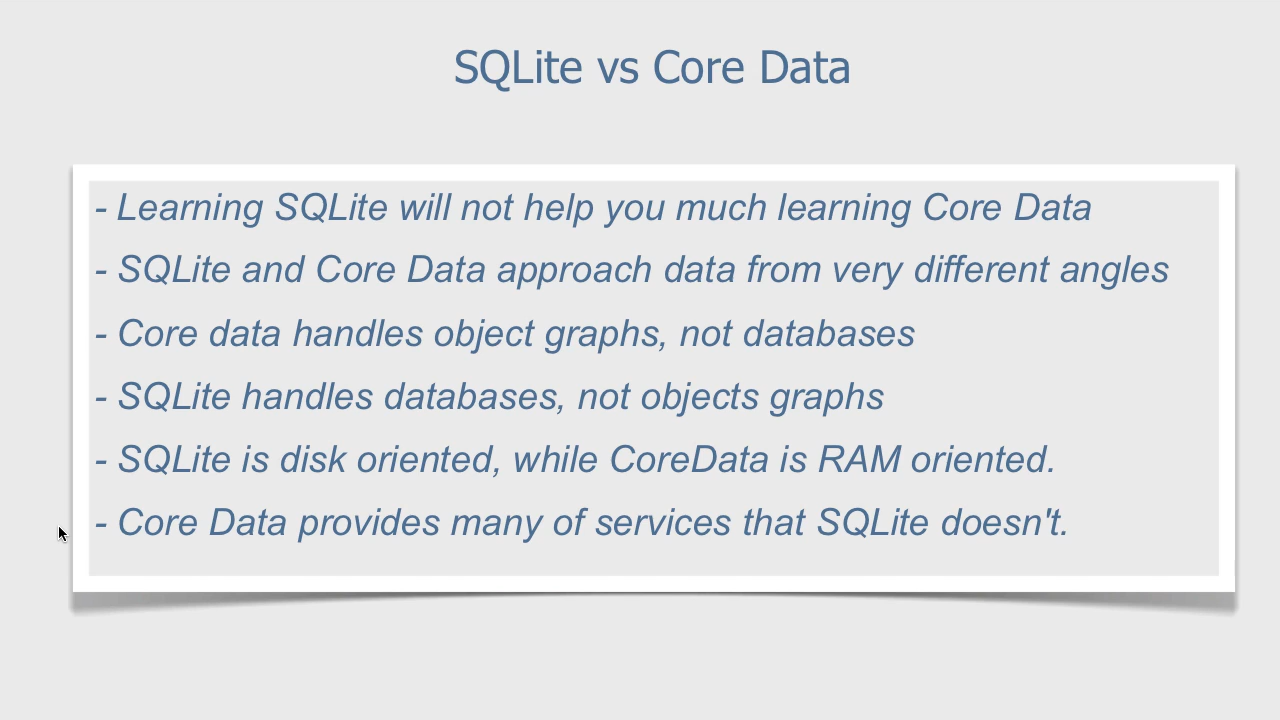 SQLite vs Core Data
- Learning SQLite will not help you much learning Core Data
- SQLite and Core Data approach data from very different angles
- Core data handles object graphs, not databases
- SQLite handles databases, not objects graphs
- SQLite is disk oriented, while CoreData is RAM oriented.
- Core Data provides many of services that SQLite doesn't.